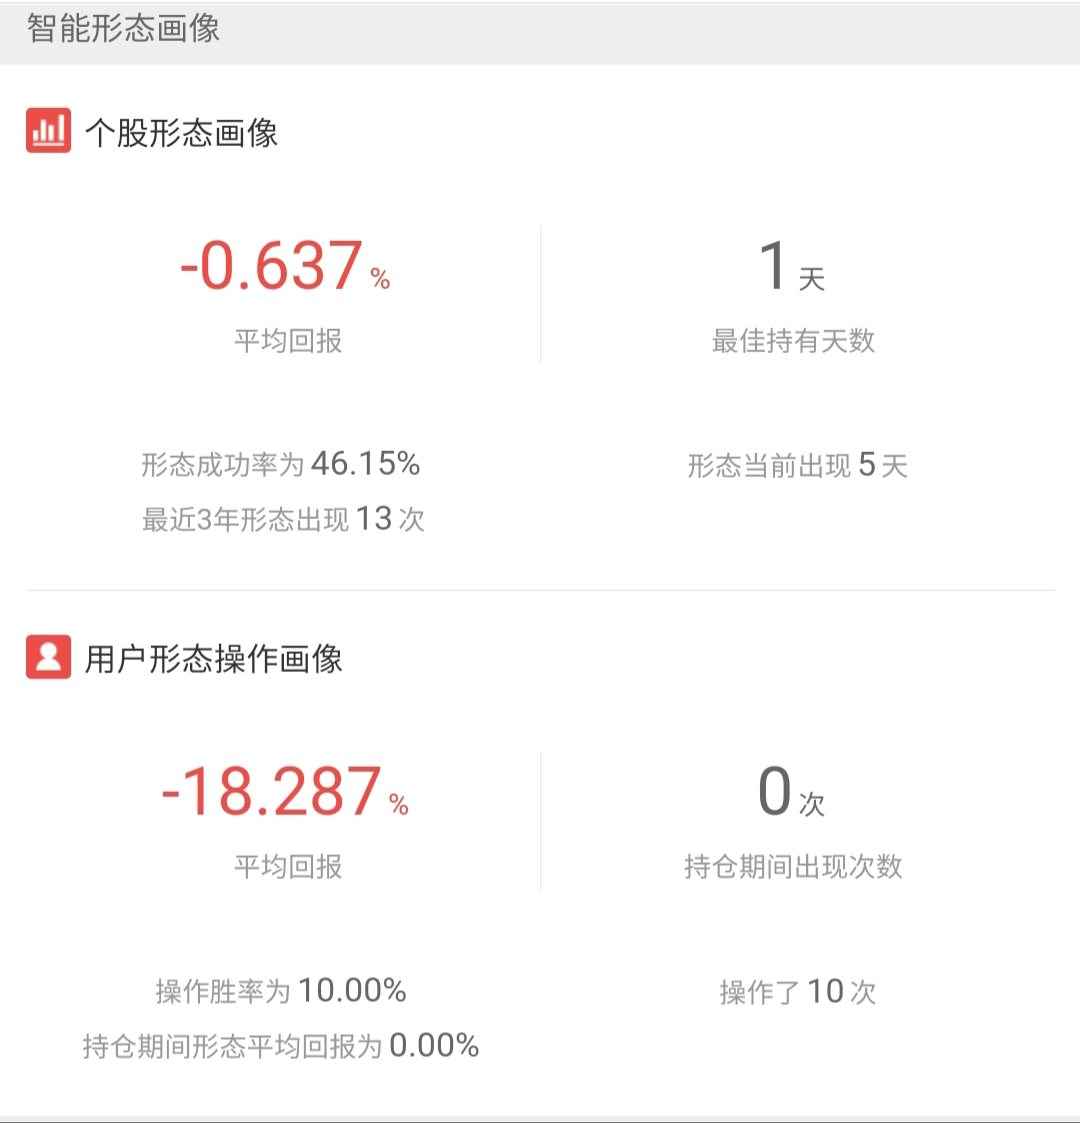 智能形态画像
个股形态画像
-0.637%
1天
平均回报
最佳持有天数
形态成功率为46.15%
形态当前出现5天
最近3年形态出现13次
用户形态操作画像
-18.287%
0次
平均回报
持仓期间出现次数
操作胜率为10.00%
操作了10次
持仓期间形态平均回报为0.00%